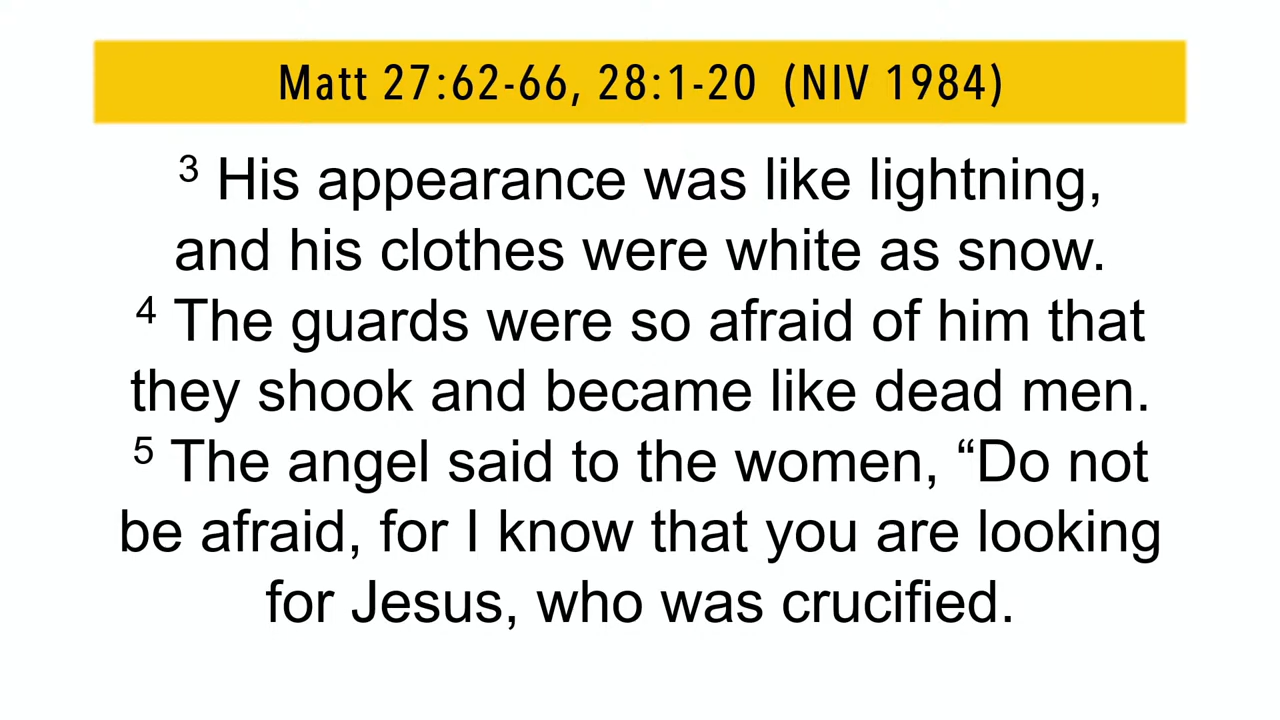 Matt 27:62-66, 28:1-20 (NIV 1984)
3 His appearance was like lightning,
and his clothes were white as snow.
4 The guards were so afraid of him that
they shook and became like dead men.
5 The angel said to the women, “Do not
be afraid, for I know that you are looking
for Jesus, who was crucified.